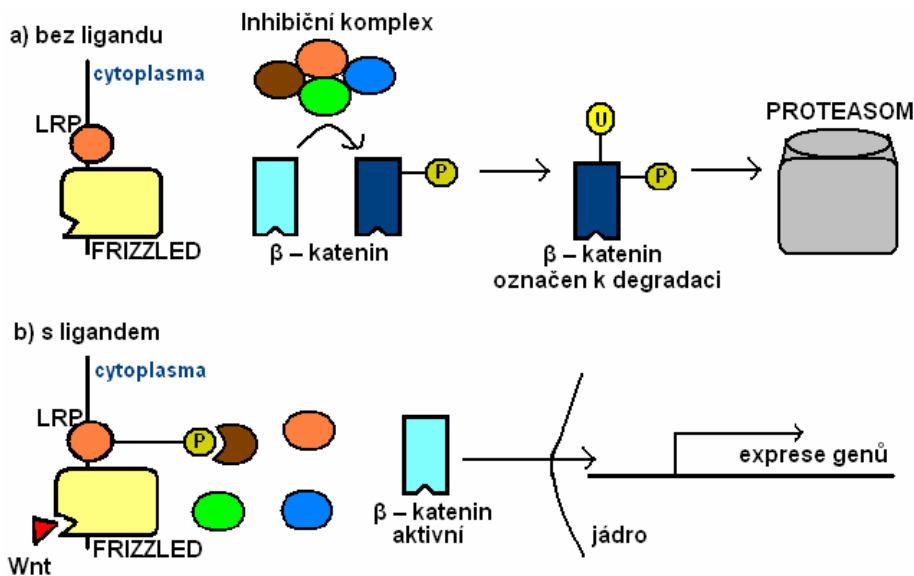 a) bez ligandu
Inhibiční komplex
cytoplasma
LRP
FRIZZLED
β – katenin
P
U
P
β – katenin
označen k degradaci
PROTEASOM
b) s ligandem
cytoplasma
LRP
P
FRIZZLED
Wnt
β – katenin
aktivní
jádro
exprese genů